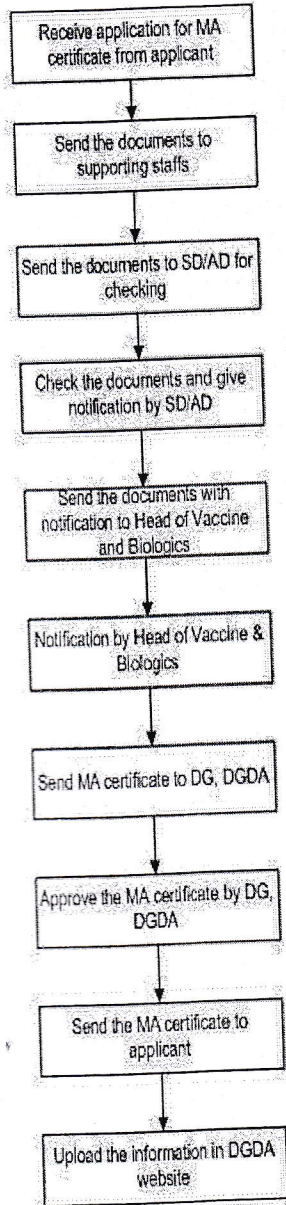 Receive application for MA
certificate from applicant
Send the documents to
supporting staffs
Send the documents to SD/AD for
checking
Check the documents and give
notification by SD/AD
Send the documents with
notification to Head of Vaccine
and Biologics
Notification by Head of Vaccine &
Biologics
Send MA certificate to DG, DGDA
Approve the MA certificate by DG,
DGDA
Send the MA certificate to
applicant
Upload the information in DGDA
website